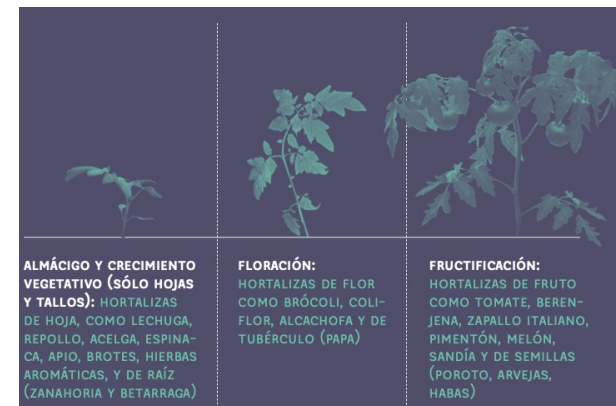 ALMÁCIGO Y CRECIMIENTO
VEGETATIVO (SÓLO HOJAS
Y TALLOS): HORTALIZAS
DE HOJA, COMO LECHUGA,
REPOLLO, ACELGA, ESPINA-
CA, APIO, BROTES, HIERBAS
AROMÁTICAS, Y DE RAÍZ
(ZANAHORIA Y BETARRAGA)
FLORACIÓN:
HORTALIZAS DE FLOR
COMO BRÓCOLI, COLI-
FLOR, ALCACHOFA Y DE
TUBÉRCULO (PAPA)
FRUCTIFICACIÓN:
HORTALIZAS DE FRUTO
COMO TOMATE, BEREN-
JENA, ZAPALLO ITALIANO,
PIMENTÓN, MELÓN,
SANDÍA Y DE SEMILLAS
(POROTO, ARVEJAS,
HABAS)